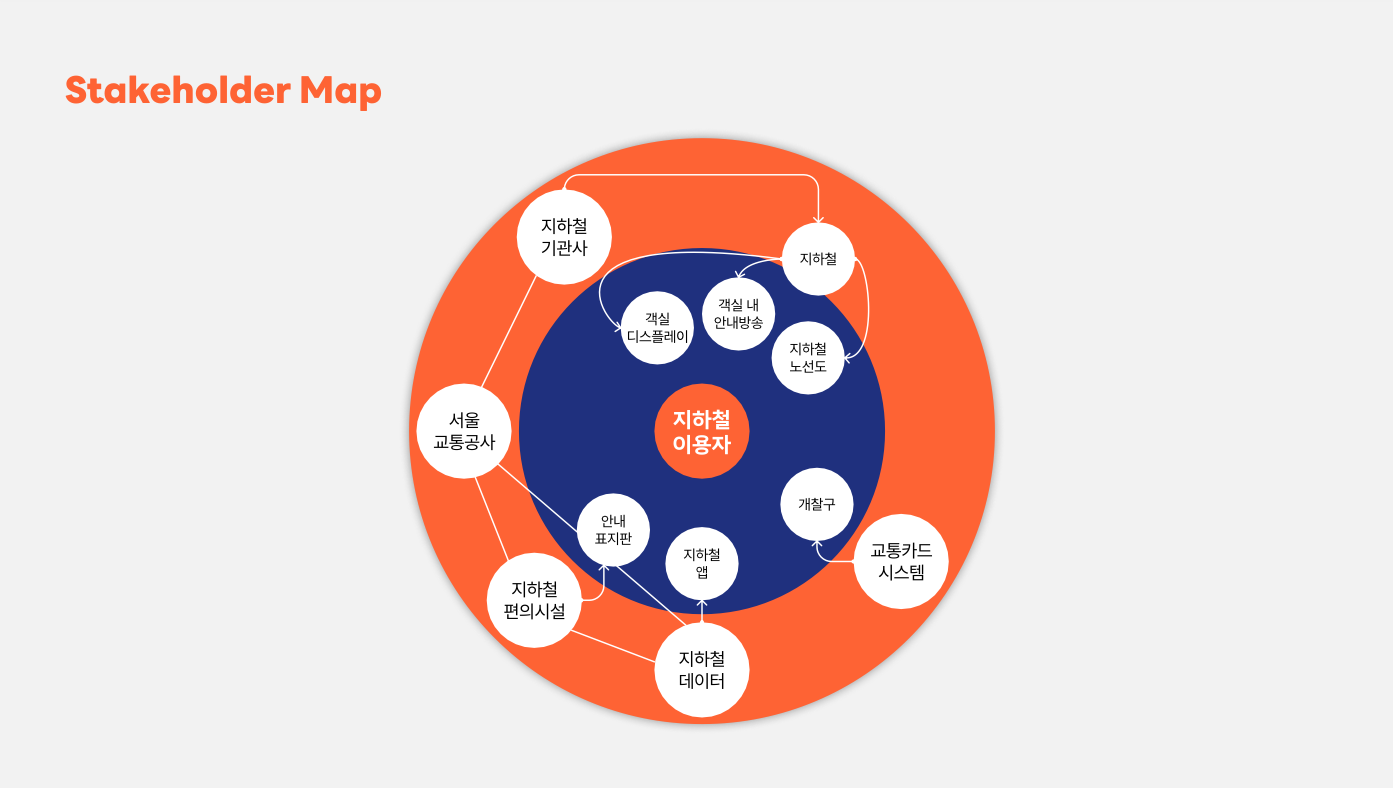 Stakeholder Map
지하철
기관사
지하철
객실 내
안내방송
객실
디스플레이
지하철
노선도
지하철
이용자
서울
교통공사
개찰구
안내
표지판
지하철
앱
교통카드
시스템
지하철
편의시설
지하철
데이터